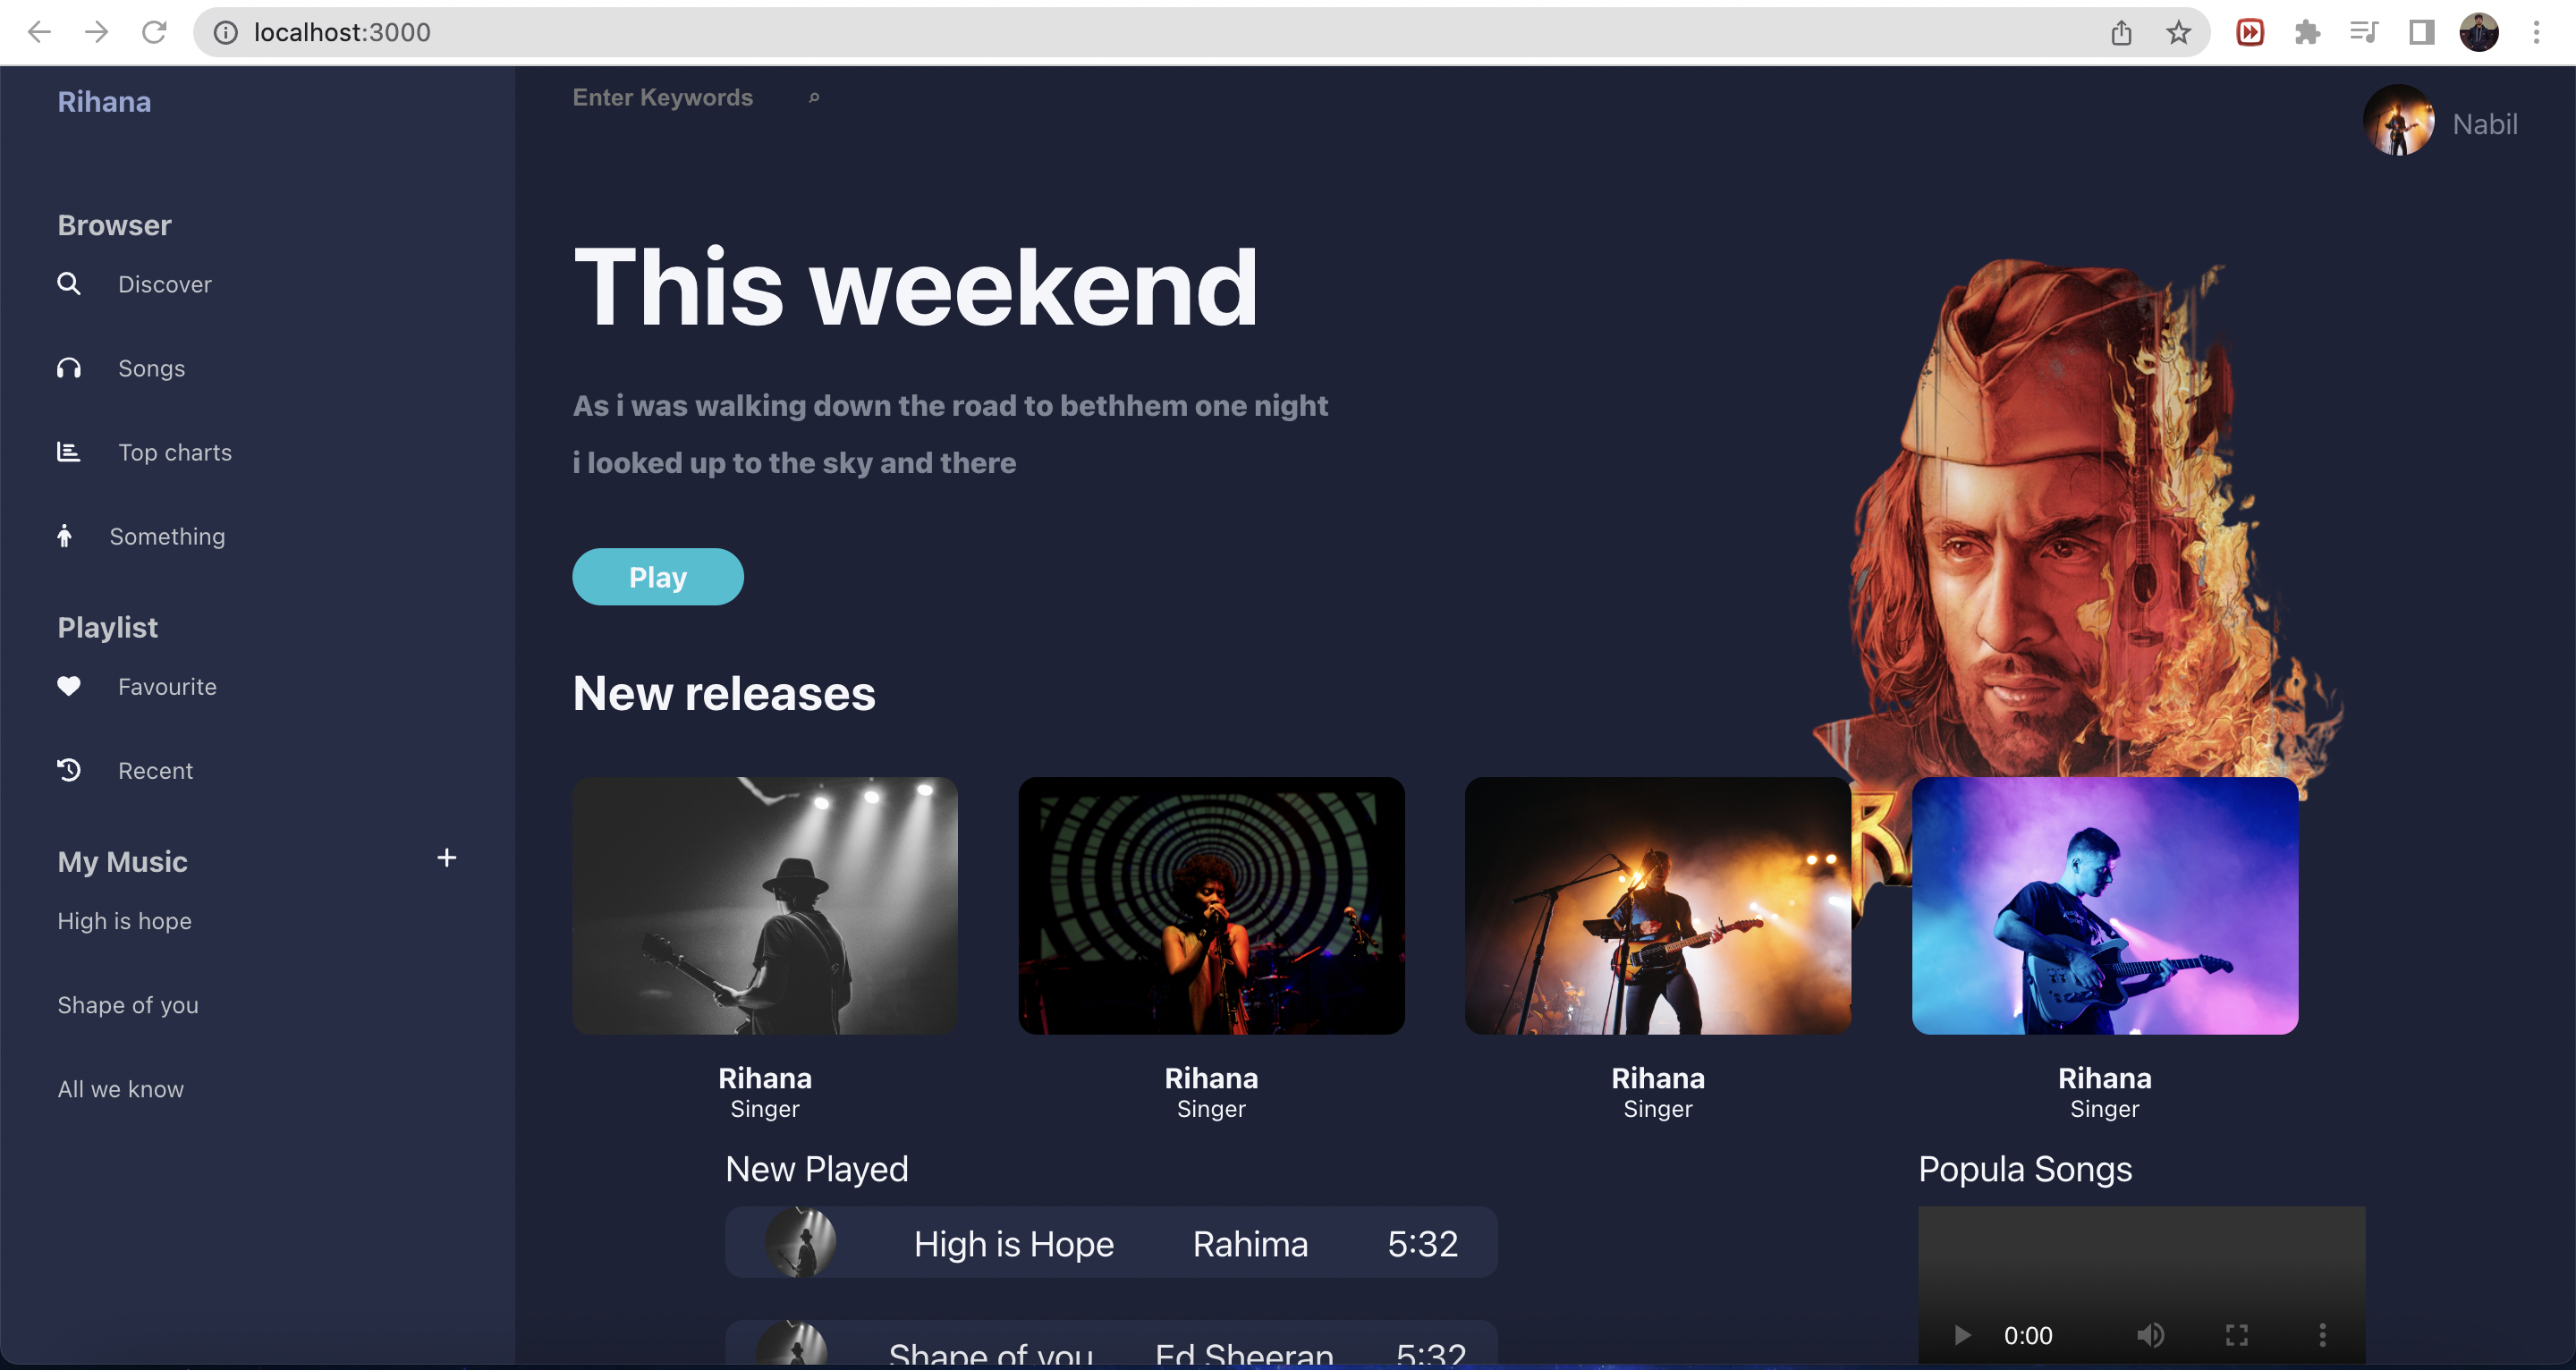 localhost:3000
Rihana
Enter Keywords
Nabil
Browser
Discover
Songs
Top charts
Something
Playlist
Favourite
Recent
My Music
High is hope
Shape of you
All we know
This weekend
As i was walking down the road to bethhem one night
i looked up to the sky and there
Play
New releases
Rihana
Singer
Rihana
Singer
Rihana
Singer
Rihana
Singer
New Played
High is Hope Rahima 5:32
Shape of you Ed Sheeran 5:32
Popula Songs
0:00